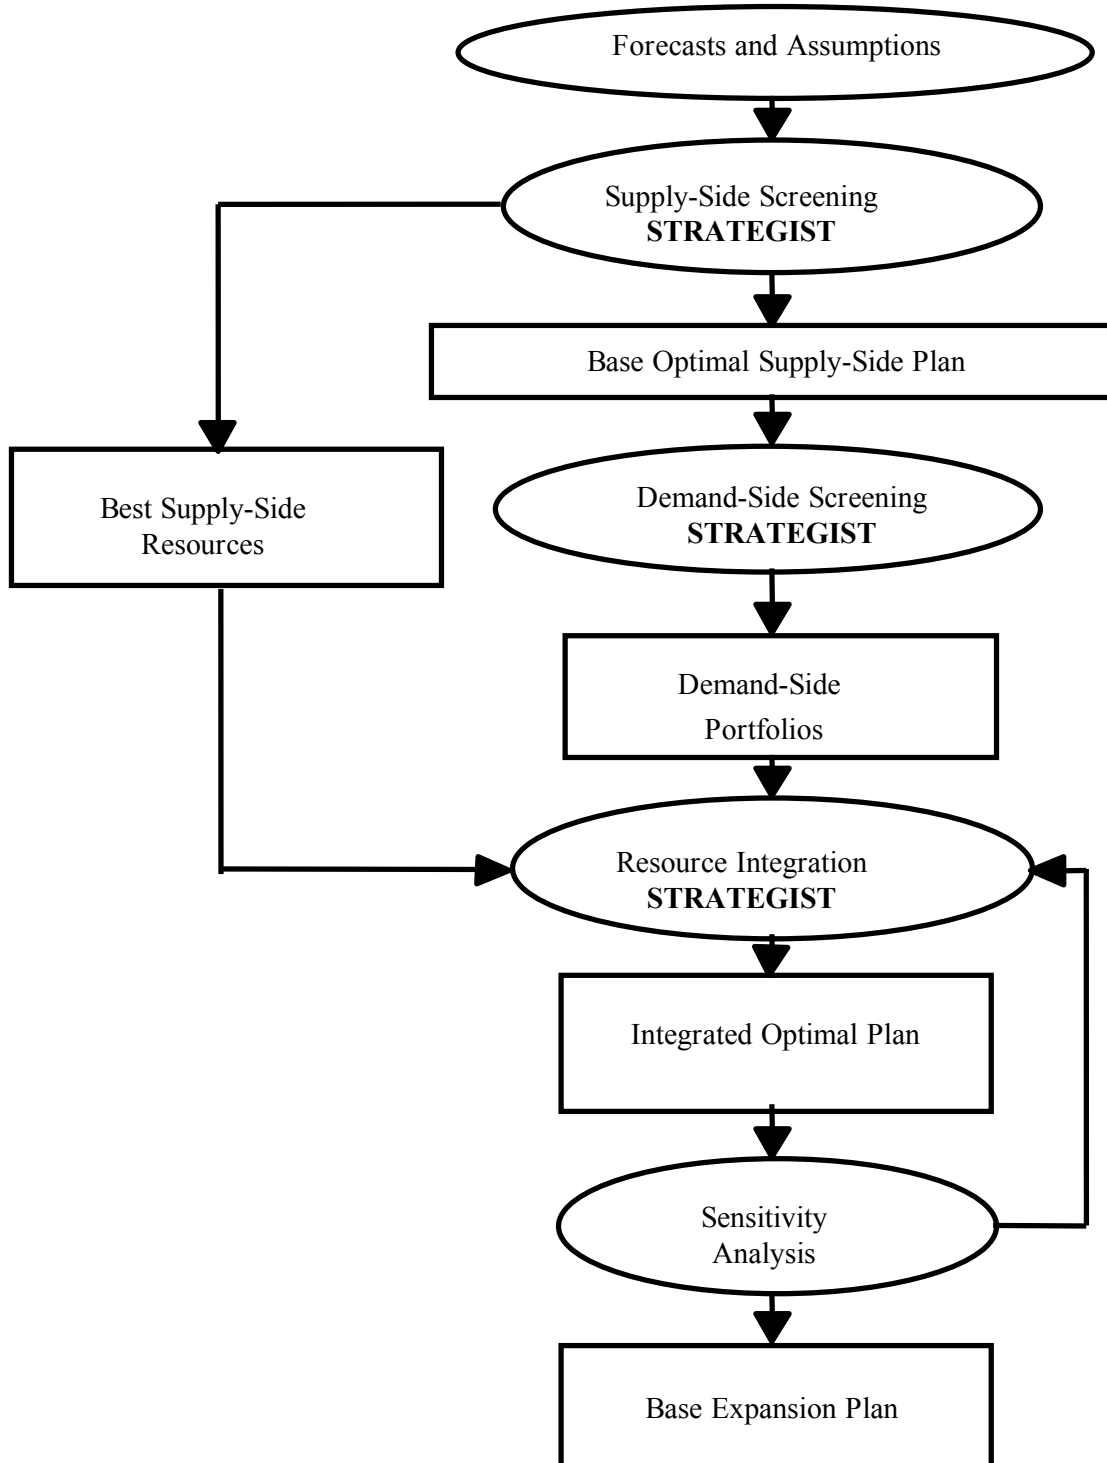 Forecasts and Assumptions
Supply-Side Screening
STRATEGIST
Base Optimal Supply-Side Plan
Best Supply-Side
Resources
Demand-Side Screening
STRATEGIST
Demand-Side
Portfolios
Resource Integration
STRATEGIST
Integrated Optimal Plan
Sensitivity
Analysis
Base Expansion Plan